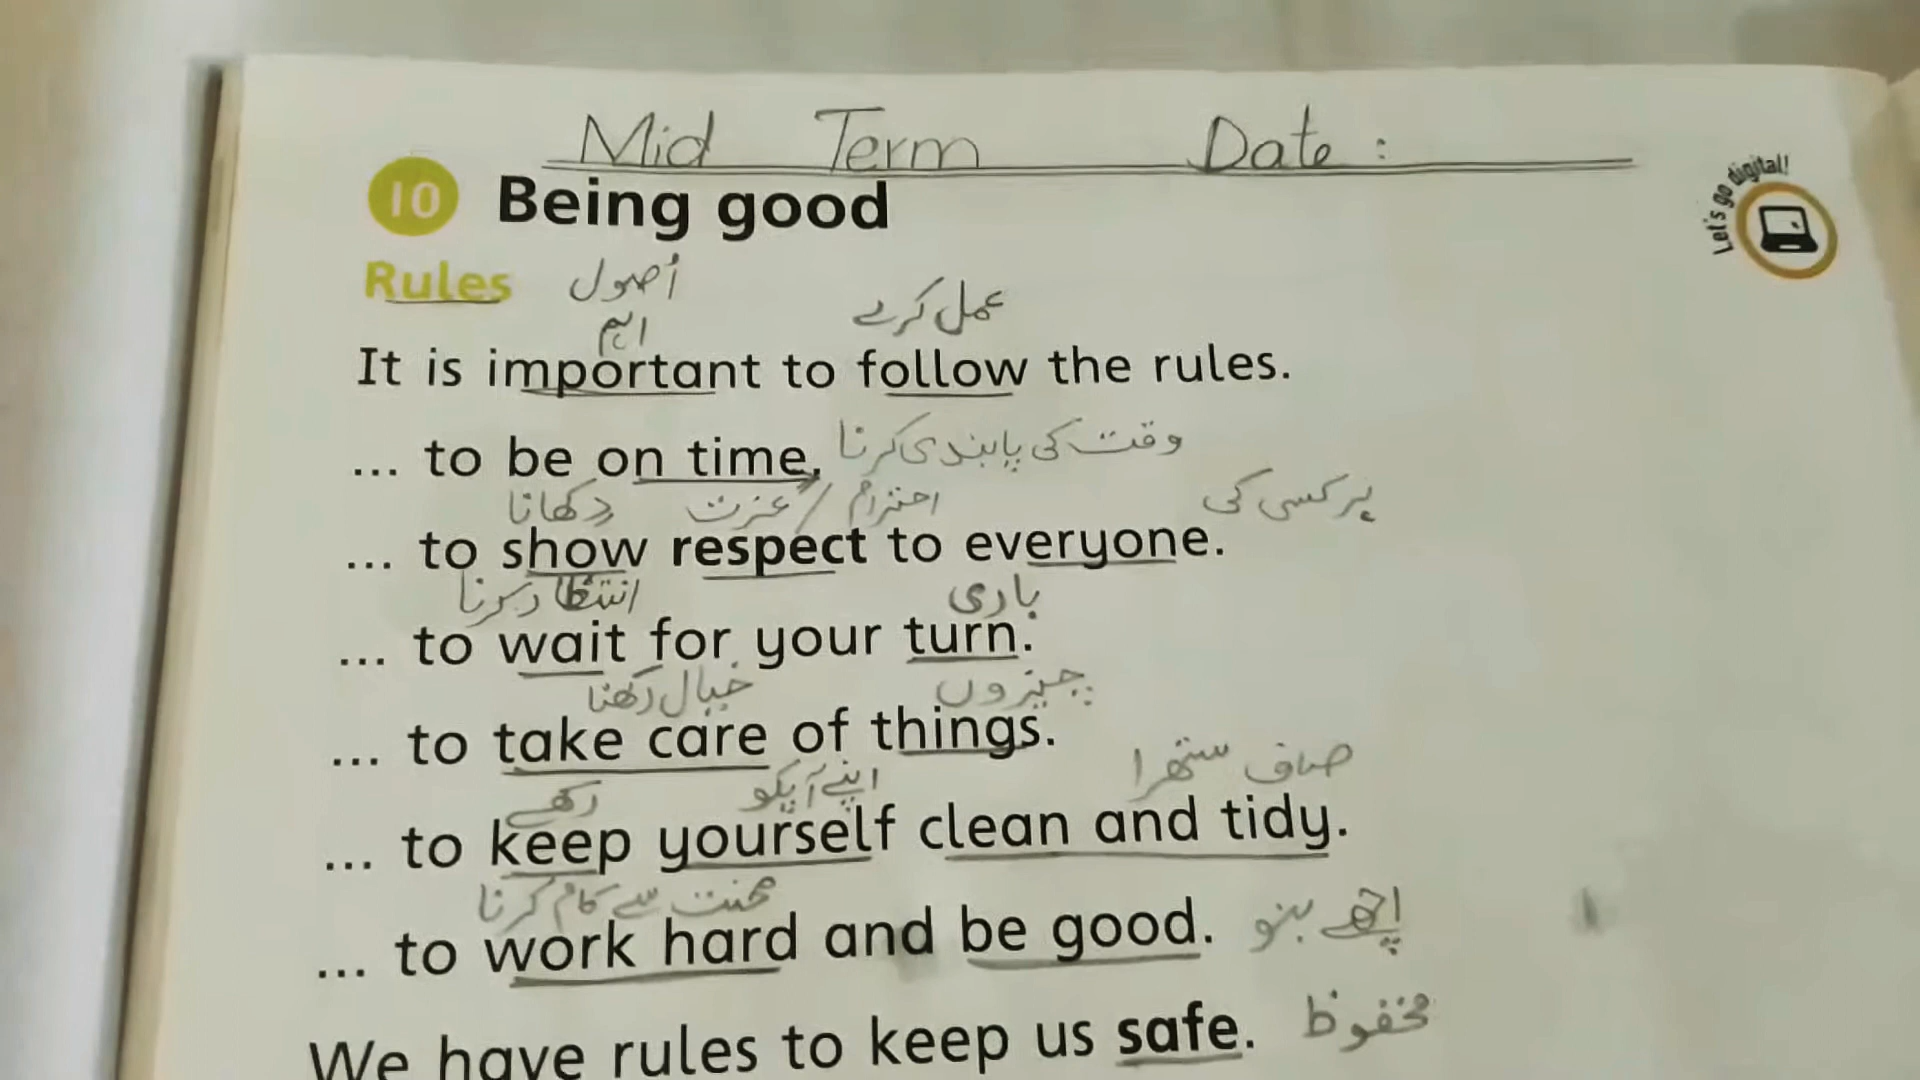 Mid Term Date :
Let's go digital!
10 Being good
Rules اُصول
اہم عمل کرے
It is important to follow the rules.
... to be on time, وقت کی پابندی کرنا
دکھانا عزت / احترام ہر کسی کی
... to show respect to everyone.
انتظار کرنا باری
... to wait for your turn.
خیال رکھنا چیزوں
... to take care of things.
رکھے اپنے آپکو صاف ستھرا
... to keep yourself clean and tidy.
محنت سے کام کرنا
... to work hard and be good. اچھے بنو
We have rules to keep us safe. محفوظ